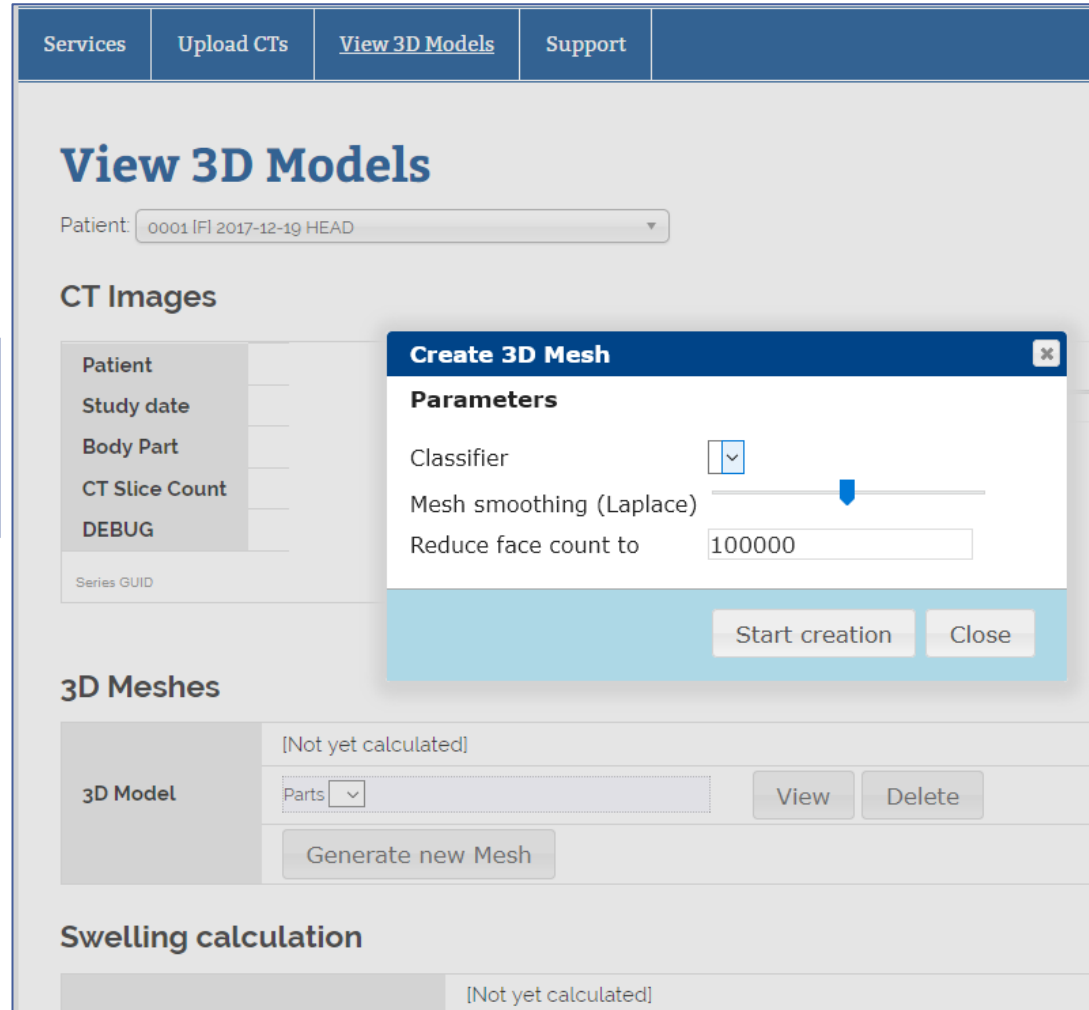 Services Upload CTs View 3D Models Support
View 3D Models
Patient: 0001 [F] 2017-12-19 HEAD
CT Images
Patient
Study date
Body Part
CT Slice Count
DEBUG
Series GUID
Create 3D Mesh
Parameters
Classifier
Mesh smoothing (Laplace)
Reduce face count to 100000
Start creation Close
3D Meshes
[Not yet calculated]
3D Model Parts View Delete
Generate new Mesh
Swelling calculation
[Not yet calculated]